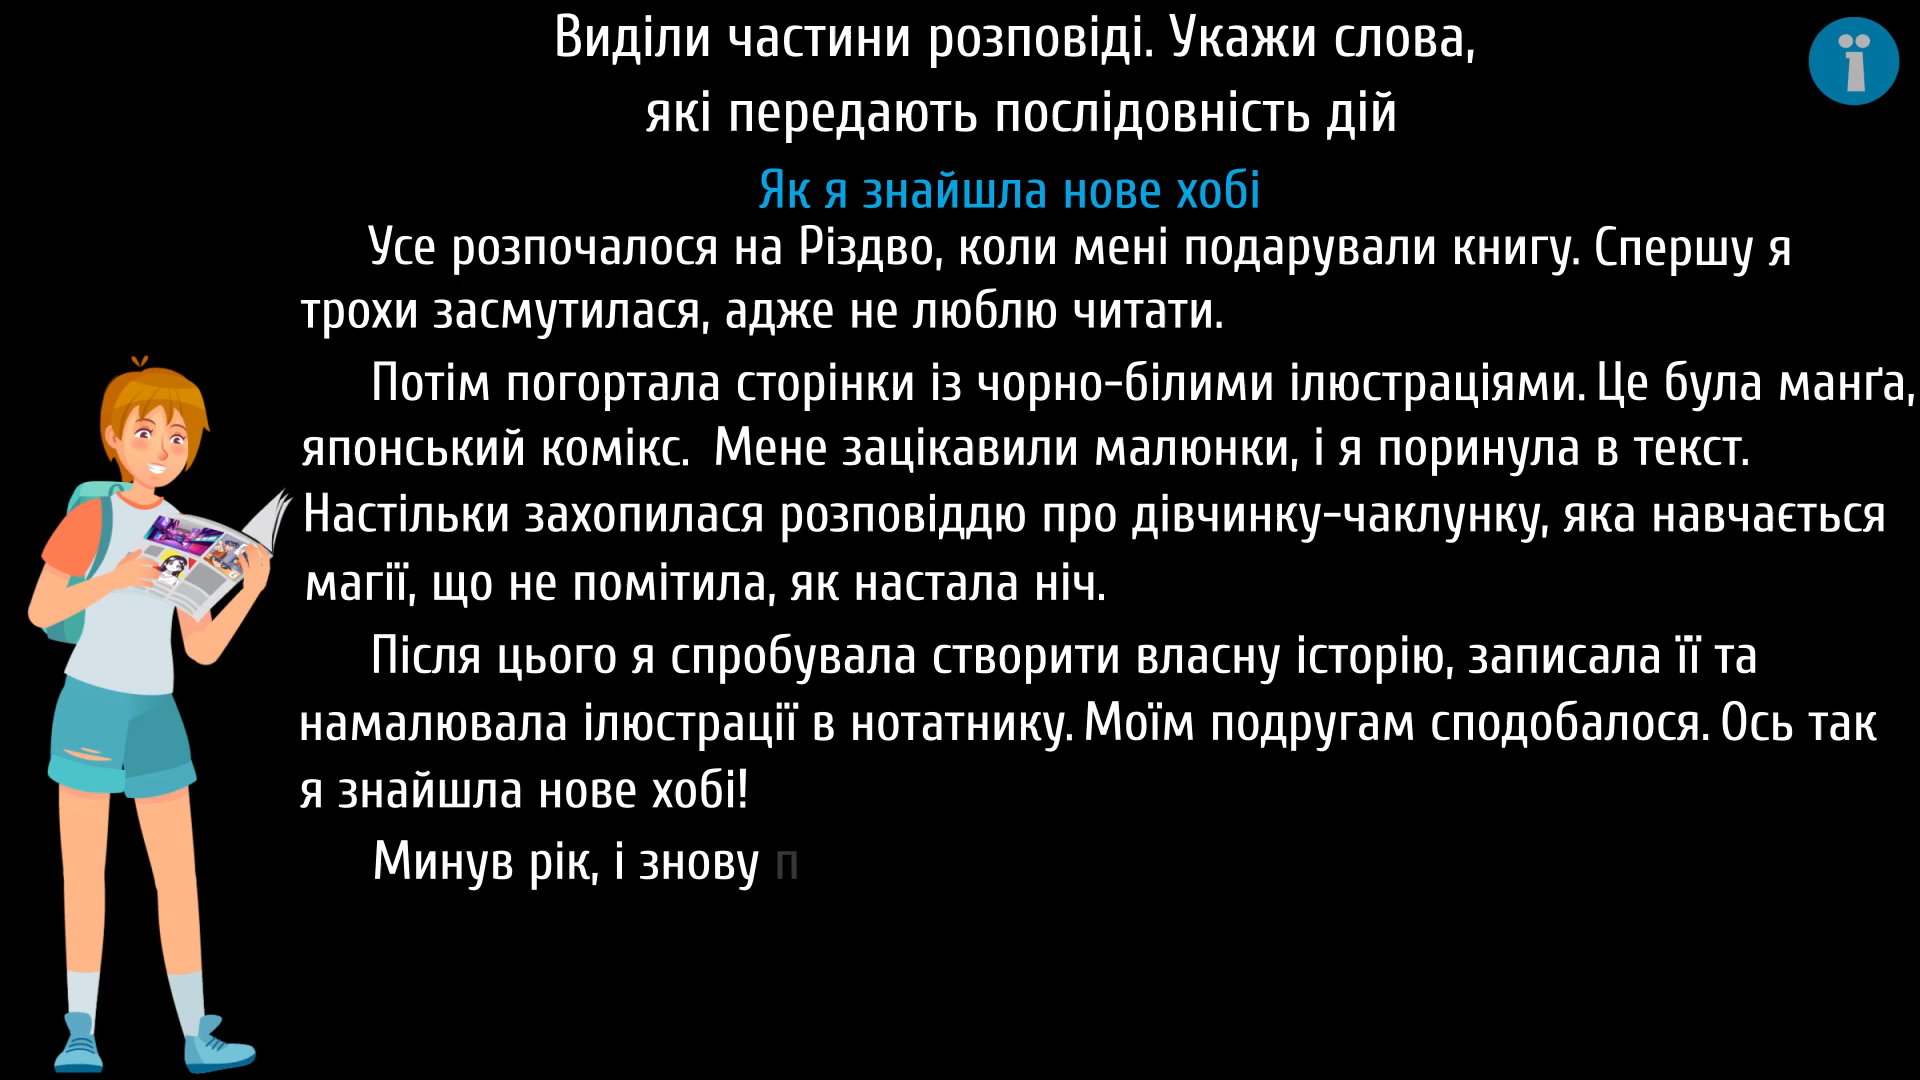 Виділи частини розповіді. Укажи слова,
які передають послідовність дій
Як я знайшла нове хобі
Усе розпочалося на Різдво, коли мені подарували книгу. Спершу я
трохи засмутилася, адже не люблю читати.
Потім погортала сторінки із чорно-білими ілюстраціями. Це була манґа,
японський комікс. Мене зацікавили малюнки, і я поринула в текст.
Настільки захопилася розповіддю про дівчинку-чаклунку, яка навчається
магії, що не помітила, як настала ніч.
Після цього я спробувала створити власну історію, записала її та
намалювала ілюстрації в нотатнику. Моїм подругам сподобалося. Ось так
я знайшла нове хобі!
Минув рік, і знову п